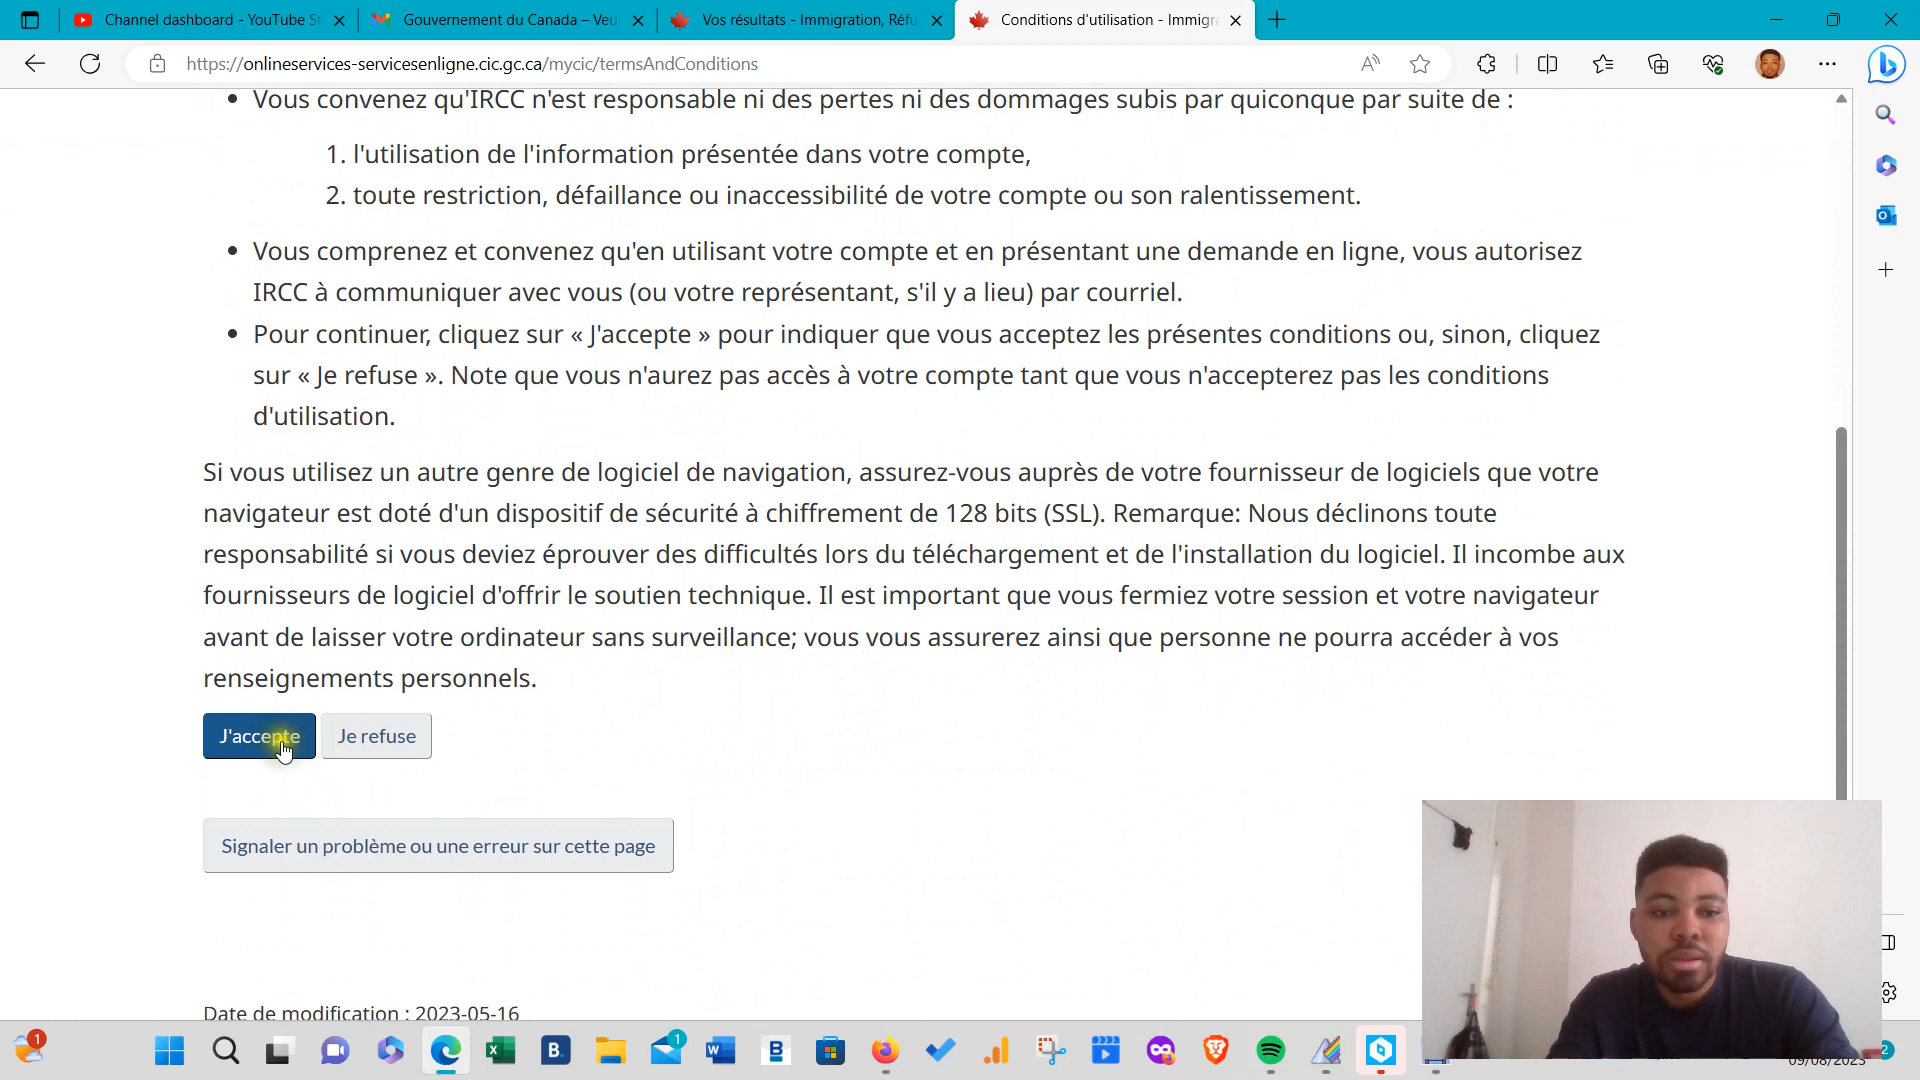 Channel dashboard - YouTube S
Gouvernement du Canada – Veu
Vos résultats - Immigration, Réfu
Conditions d'utilisation - Immigra
https://onlineservices-servicesenligne.cic.gc.ca/mycic/termsAndConditions
• Vous convenez qu'IRCC n'est responsable ni des pertes ni des dommages subis par quiconque par suite de :
1. l'utilisation de l'information présentée dans votre compte,
2. toute restriction, défaillance ou inaccessibilité de votre compte ou son ralentissement.
• Vous comprenez et convenez qu'en utilisant votre compte et en présentant une demande en ligne, vous autorisez
IRCC à communiquer avec vous (ou votre représentant, s'il y a lieu) par courriel.
• Pour continuer, cliquez sur « J'accepte » pour indiquer que vous acceptez les présentes conditions ou, sinon, cliquez
sur « Je refuse ». Note que vous n'aurez pas accès à votre compte tant que vous n'accepterez pas les conditions
d'utilisation.
Si vous utilisez un autre genre de logiciel de navigation, assurez-vous auprès de votre fournisseur de logiciels que votre
navigateur est doté d'un dispositif de sécurité à chiffrement de 128 bits (SSL). Remarque: Nous déclinons toute
responsabilité si vous deviez éprouver des difficultés lors du téléchargement et de l'installation du logiciel. Il incombe aux
fournisseurs de logiciel d'offrir le soutien technique. Il est important que vous fermiez votre session et votre navigateur
avant de laisser votre ordinateur sans surveillance; vous vous assurerez ainsi que personne ne pourra accéder à vos
renseignements personnels.
J'accepte Je refuse
Signaler un problème ou une erreur sur cette page
Date de modification : 2023-05-16
09/08/2023